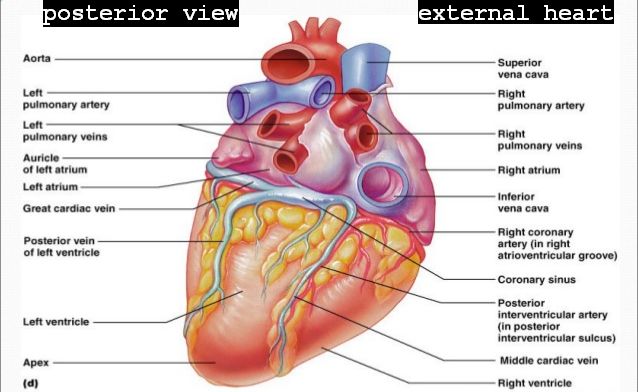 posterior view
external heart
Aorta
Left
pulmonary artery
Left
pulmonary veins
Auricle
of left atrium
Left atrium
Great cardiac vein
Posterior vein
of left ventricle
Left ventricle
Apex
(d)
Superior
vena cava
Right
pulmonary artery
Right
pulmonary veins
Right atrium
Inferior
vena cava
Right coronary
artery (in right
atrioventricular groove)
Coronary sinus
Posterior
interventricular artery
(in posterior
interventricular sulcus)
Middle cardiac vein
Right ventricle